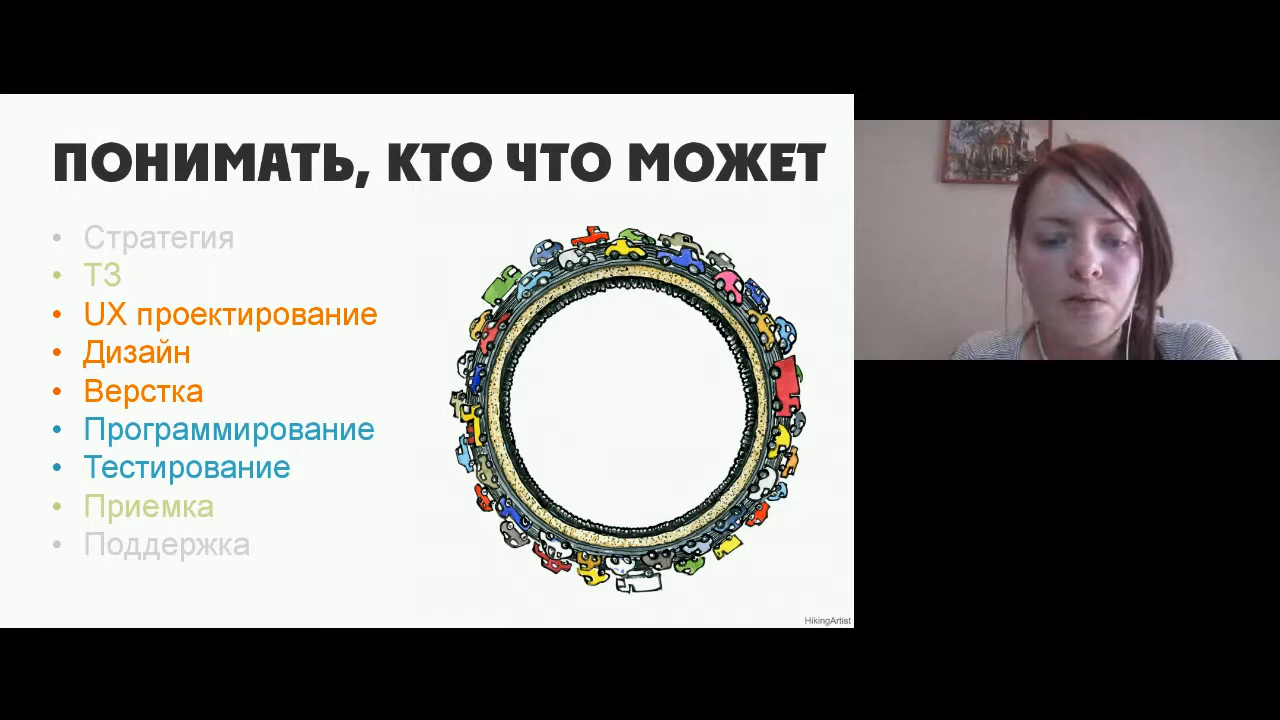 ПОНИМАТЬ, КТО ЧТО МОЖЕТ
• Стратегия
• ТЗ
• UX проектирование
• Дизайн
• Верстка
• Программирование
• Тестирование
• Приемка
• Поддержка
HikingArtist